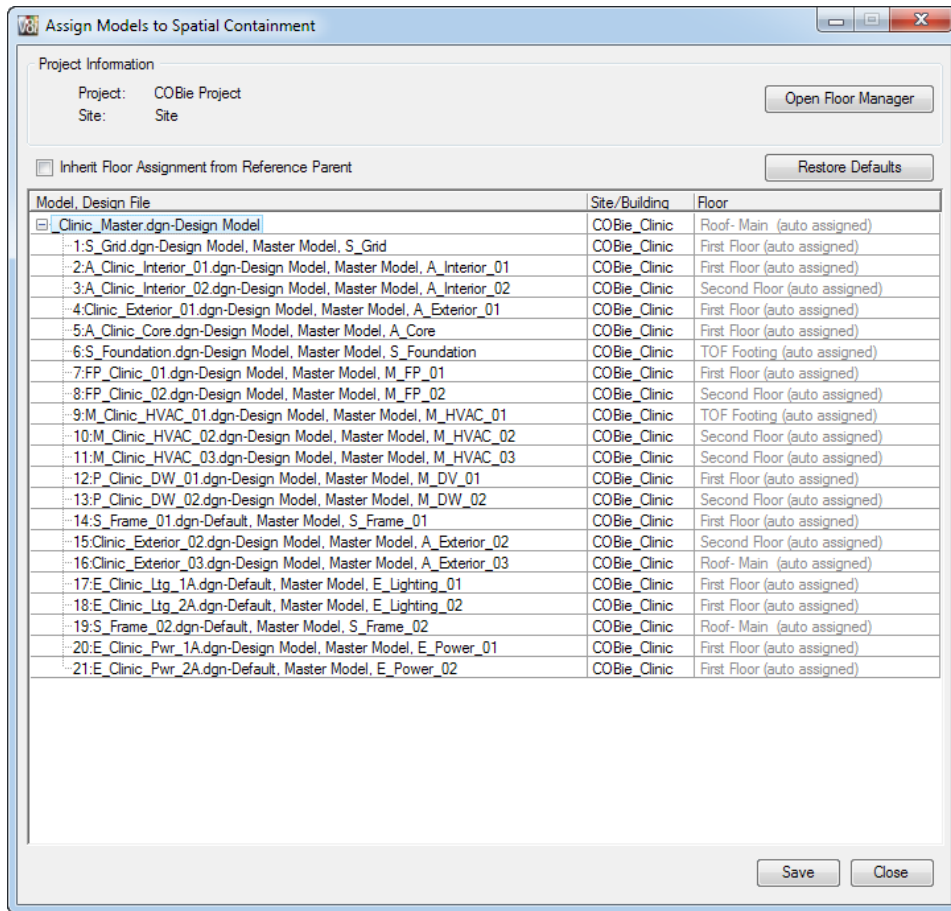 V8i Assign Models to Spatial Containment
Project Information
Project: COBie Project
Site: Site
Open Floor Manager
Inherit Floor Assignment from Reference Parent
Restore Defaults
Model, Design File Site/Building Floor
_Clinic_Master.dgn-Design Model COBie_Clinic Roof- Main (auto assigned)
1:S_Grid.dgn-Design Model, Master Model, S_Grid COBie_Clinic First Floor (auto assigned)
2:A_Clinic_Interior_01.dgn-Design Model, Master Model, A_Interior_01 COBie_Clinic First Floor (auto assigned)
3:A_Clinic_Interior_02.dgn-Design Model, Master Model, A_Interior_02 COBie_Clinic Second Floor (auto assigned)
4:Clinic_Exterior_01.dgn-Design Model, Master Model, A_Exterior_01 COBie_Clinic First Floor (auto assigned)
5:A_Clinic_Core.dgn-Design Model, Master Model, A_Core COBie_Clinic First Floor (auto assigned)
6:S_Foundation.dgn-Design Model, Master Model, S_Foundation COBie_Clinic TOF Footing (auto assigned)
7:FP_Clinic_01.dgn-Design Model, Master Model, M_FP_01 COBie_Clinic First Floor (auto assigned)
8:FP_Clinic_02.dgn-Design Model, Master Model, M_FP_02 COBie_Clinic Second Floor (auto assigned)
9:M_Clinic_HVAC_01.dgn-Design Model, Master Model, M_HVAC_01 COBie_Clinic TOF Footing (auto assigned)
10:M_Clinic_HVAC_02.dgn-Design Model, Master Model, M_HVAC_02 COBie_Clinic Second Floor (auto assigned)
11:M_Clinic_HVAC_03.dgn-Design Model, Master Model, M_HVAC_03 COBie_Clinic Second Floor (auto assigned)
12:P_Clinic_DW_01.dgn-Design Model, Master Model, M_DV_01 COBie_Clinic First Floor (auto assigned)
13:P_Clinic_DW_02.dgn-Design Model, Master Model, M_DW_02 COBie_Clinic Second Floor (auto assigned)
14:S_Frame_01.dgn-Default, Master Model, S_Frame_01 COBie_Clinic First Floor (auto assigned)
15:Clinic_Exterior_02.dgn-Design Model, Master Model, A_Exterior_02 COBie_Clinic Second Floor (auto assigned)
16:Clinic_Exterior_03.dgn-Design Model, Master Model, A_Exterior_03 COBie_Clinic Roof- Main (auto assigned)
17:E_Clinic_Ltg_1A.dgn-Default, Master Model, E_Lighting_01 COBie_Clinic First Floor (auto assigned)
18:E_Clinic_Ltg_2A.dgn-Default, Master Model, E_Lighting_02 COBie_Clinic First Floor (auto assigned)
19:S_Frame_02.dgn-Default, Master Model, S_Frame_02 COBie_Clinic Roof- Main (auto assigned)
20:E_Clinic_Pwr_1A.dgn-Design Model, Master Model, E_Power_01 COBie_Clinic First Floor (auto assigned)
21:E_Clinic_Pwr_2A.dgn-Default, Master Model, E_Power_02 COBie_Clinic First Floor (auto assigned)
Save Close